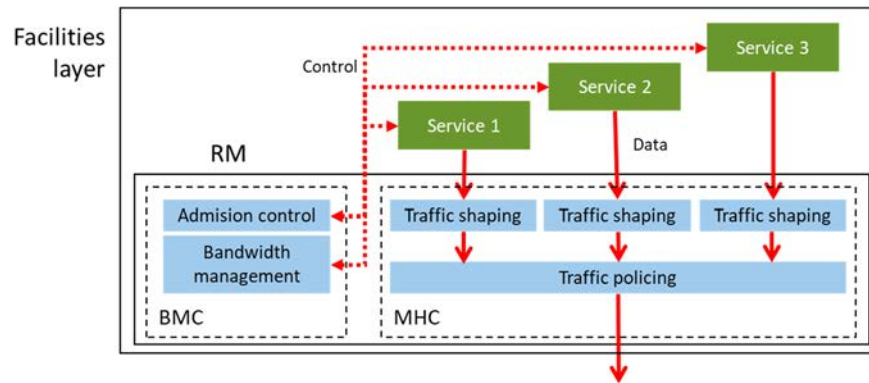 Facilities
layer
Service 3
Control
Service 2
Service 1
Data
RM
Admision control
Traffic shaping
Traffic shaping
Traffic shaping
Bandwidth
management
Traffic policing
BMC
MHC